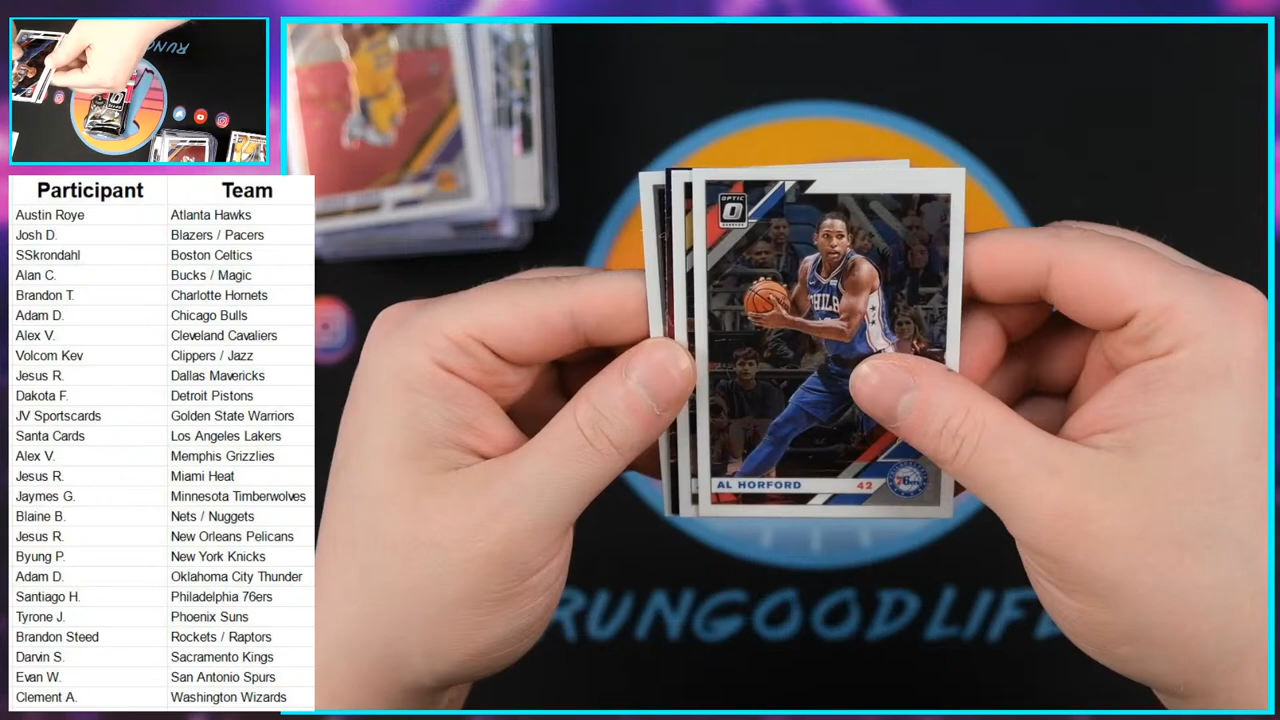 RUNGOOD
Participant Team
Austin Roye Atlanta Hawks
Josh D. Blazers / Pacers
SSkrondahl Boston Celtics
Alan C. Bucks / Magic
Brandon T. Charlotte Hornets
Adam D. Chicago Bulls
Alex V. Cleveland Cavaliers
Volcom Kev Clippers / Jazz
Jesus R. Dallas Mavericks
Dakota F. Detroit Pistons
JV Sportscards Golden State Warriors
Santa Cards Los Angeles Lakers
Alex V. Memphis Grizzlies
Jesus R. Miami Heat
Jaymes G. Minnesota Timberwolves
Blaine B. Nets / Nuggets
Jesus R. New Orleans Pelicans
Byung P. New York Knicks
Adam D. Oklahoma City Thunder
Santiago H. Philadelphia 76ers
Tyrone J. Phoenix Suns
Brandon Steed Rockets / Raptors
Darvin S. Sacramento Kings
Evan W. San Antonio Spurs
Clement A. Washington Wizards
OPTIC
PHILA
AL HORFORD 42
76ers
RUNGOODLIFE